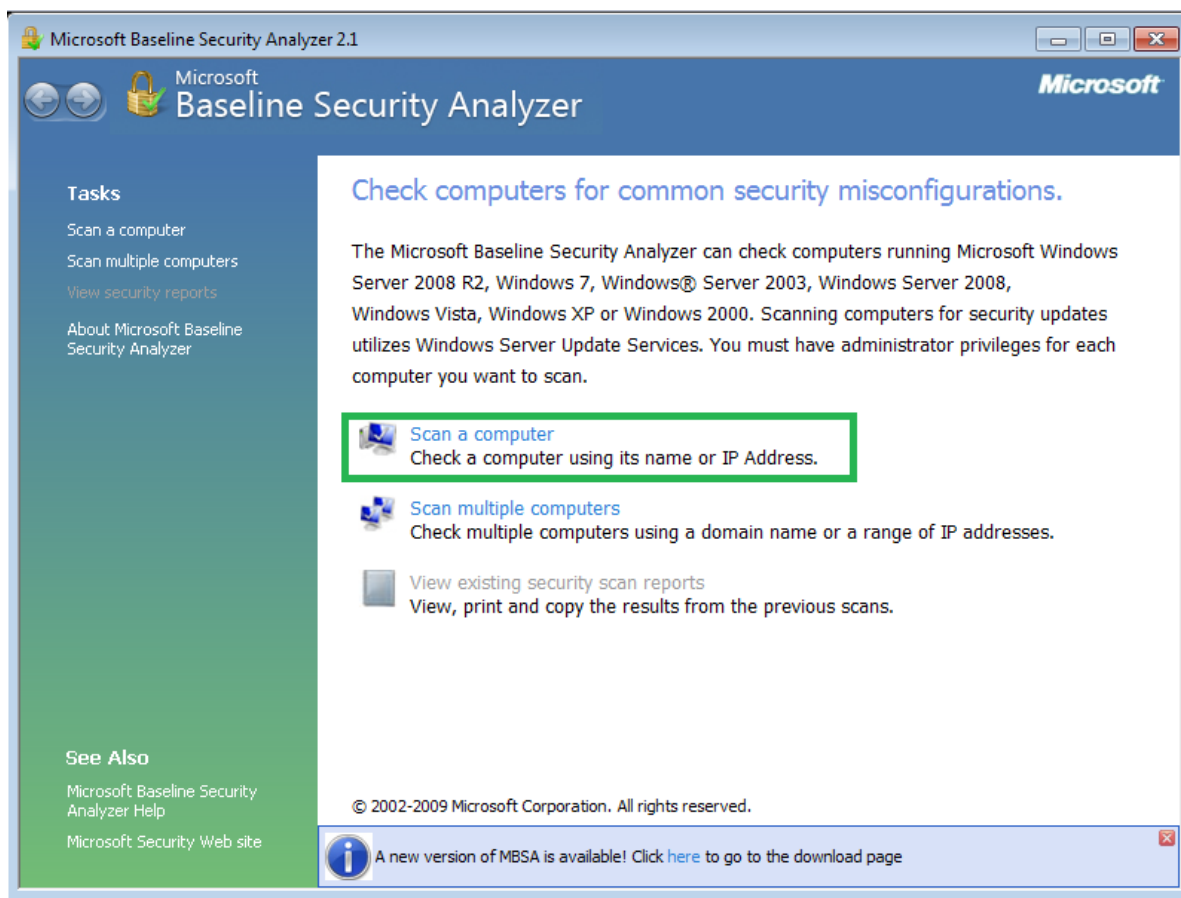 Microsoft Baseline Security Analyzer 2.1
Microsoft
Baseline Security Analyzer
Microsoft
Tasks
Scan a computer
Scan multiple computers
View security reports
About Microsoft Baseline
Security Analyzer
See Also
Microsoft Baseline Security
Analyzer Help
Microsoft Security Web site
Check computers for common security misconfigurations.
The Microsoft Baseline Security Analyzer can check computers running Microsoft Windows
Server 2008 R2, Windows 7, Windows® Server 2003, Windows Server 2008,
Windows Vista, Windows XP or Windows 2000. Scanning computers for security updates
utilizes Windows Server Update Services. You must have administrator privileges for each
computer you want to scan.
Scan a computer
Check a computer using its name or IP Address.
Scan multiple computers
Check multiple computers using a domain name or a range of IP addresses.
View existing security scan reports
View, print and copy the results from the previous scans.
© 2002-2009 Microsoft Corporation. All rights reserved.
A new version of MBSA is available! Click here to go to the download page